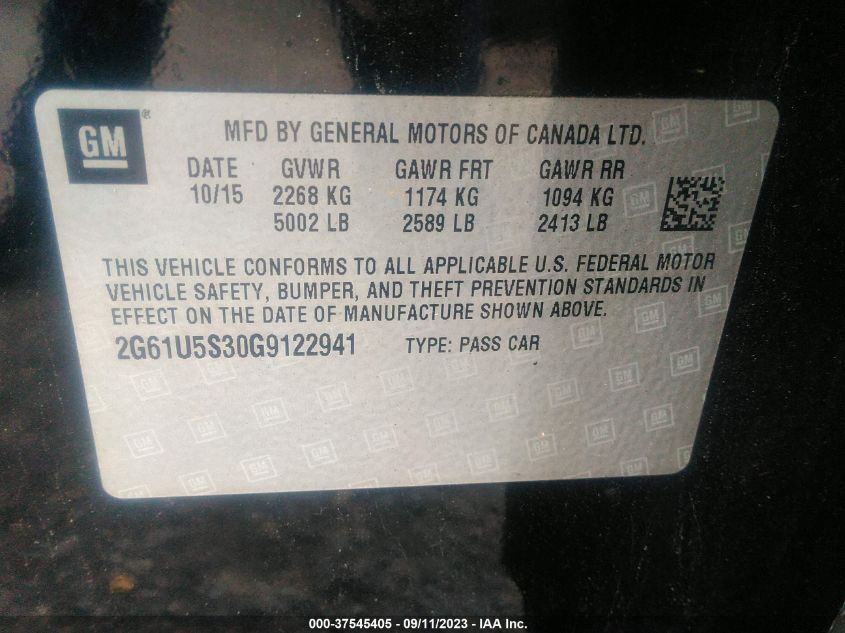 GM®
MFD BY GENERAL MOTORS OF CANADA LTD.
DATE GVWR GAWR FRT GAWR RR
10/15 2268 KG 1174 KG 1094 KG
5002 LB 2589 LB 2413 LB
THIS VEHICLE CONFORMS TO ALL APPLICABLE U.S. FEDERAL MOTOR
VEHICLE SAFETY, BUMPER, AND THEFT PREVENTION STANDARDS IN
EFFECT ON THE DATE OF MANUFACTURE SHOWN ABOVE.
2G61U5S30G9122941 TYPE: PASS CAR
000-37545405 - 09/11/2023 - IAA Inc.